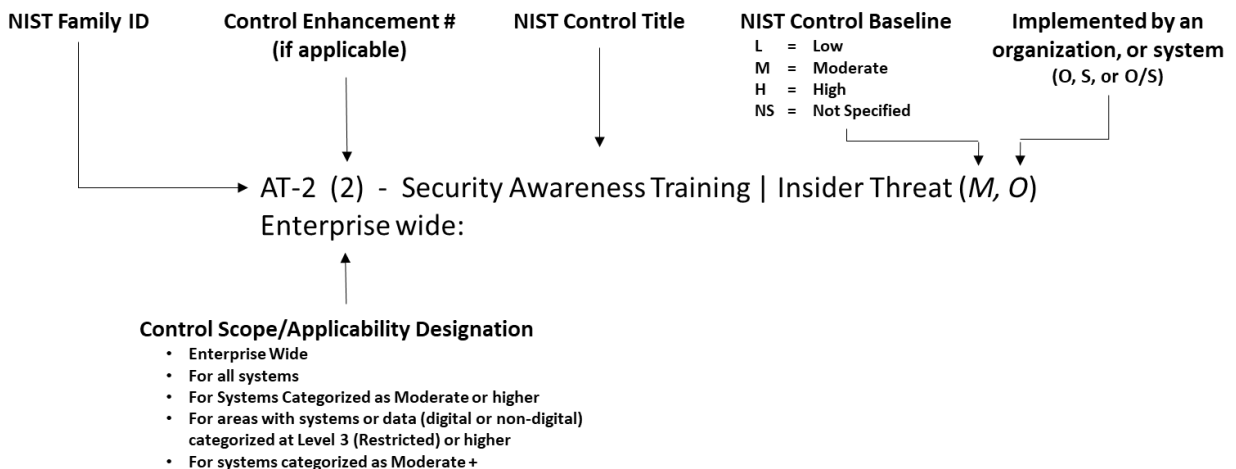 NIST Family ID
Control Enhancement #
(if applicable)
NIST Control Title
NIST Control Baseline
L = Low
M = Moderate
H = High
NS = Not Specified
Implemented by an
organization, or system
(O, S, or O/S)
AT-2 (2) - Security Awareness Training | Insider Threat (M, O)
Enterprise wide:
Control Scope/Applicability Designation
• Enterprise Wide
• For all systems
• For Systems Categorized as Moderate or higher
• For areas with systems or data (digital or non-digital)
categorized at Level 3 (Restricted) or higher
• For systems categorized as Moderate +